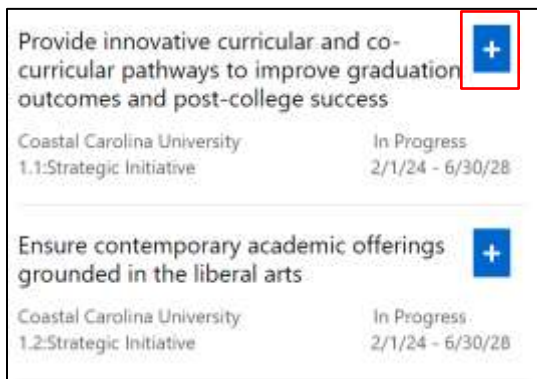 Provide innovative curricular and co-
curricular pathways to improve graduation
outcomes and post-college success
+
Coastal Carolina University In Progress
1.1:Strategic Initiative 2/1/24 - 6/30/28
Ensure contemporary academic offerings
grounded in the liberal arts
+
Coastal Carolina University In Progress
1.2:Strategic Initiative 2/1/24 - 6/30/28